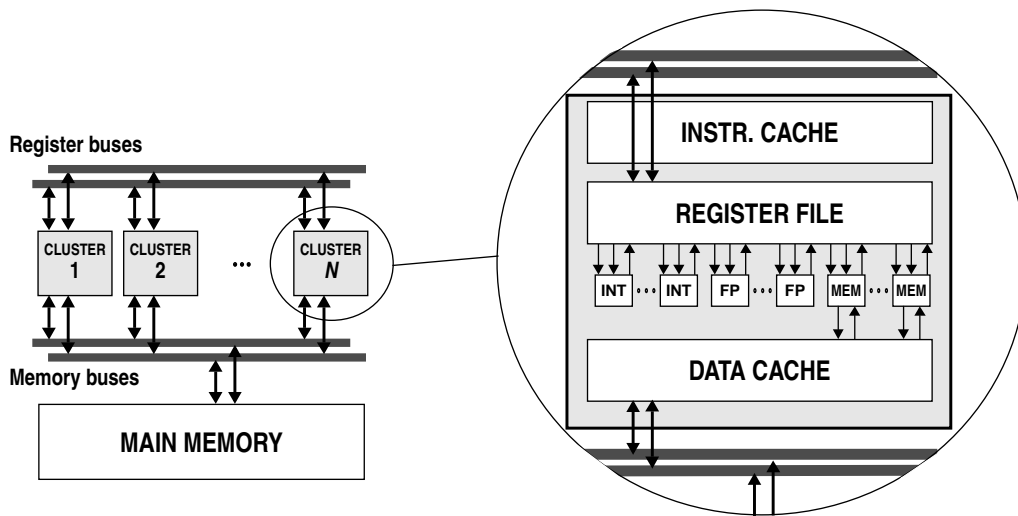 Register buses
CLUSTER
1
CLUSTER
2
...
CLUSTER
N
Memory buses
MAIN MEMORY
INSTR. CACHE
REGISTER FILE
INT ... INT FP ... FP MEM ... MEM
DATA CACHE